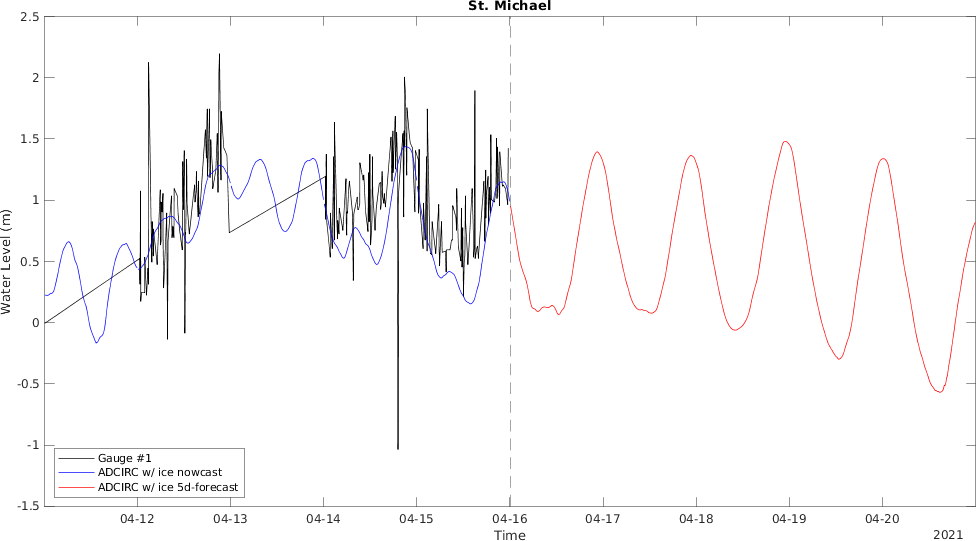 St. Michael
2.5
2
1.5
1
0.5
0
-0.5
-1
-1.5
Water Level (m)
Gauge #1
ADCIRC w/ ice nowcast
ADCIRC w/ ice 5d-forecast
04-12 04-13 04-14 04-15 04-16 04-17 04-18 04-19 04-20
Time
2021